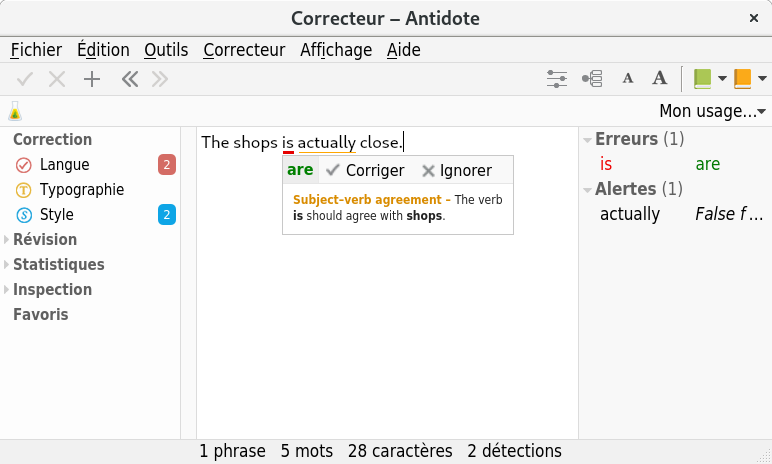 Correcteur – Antidote
×
Fichier Édition Outils Correcteur Affichage Aide
A A
Mon usage...
Correction
Langue 2
Typographie
Style 2
Révision
Statistiques
Inspection
Favoris
The shops is actually close.
are Corriger Ignorer
Subject-verb agreement – The verb
is should agree with shops.
Erreurs (1)
is are
Alertes (1)
actually False f ...
1 phrase 5 mots 28 caractères 2 détections